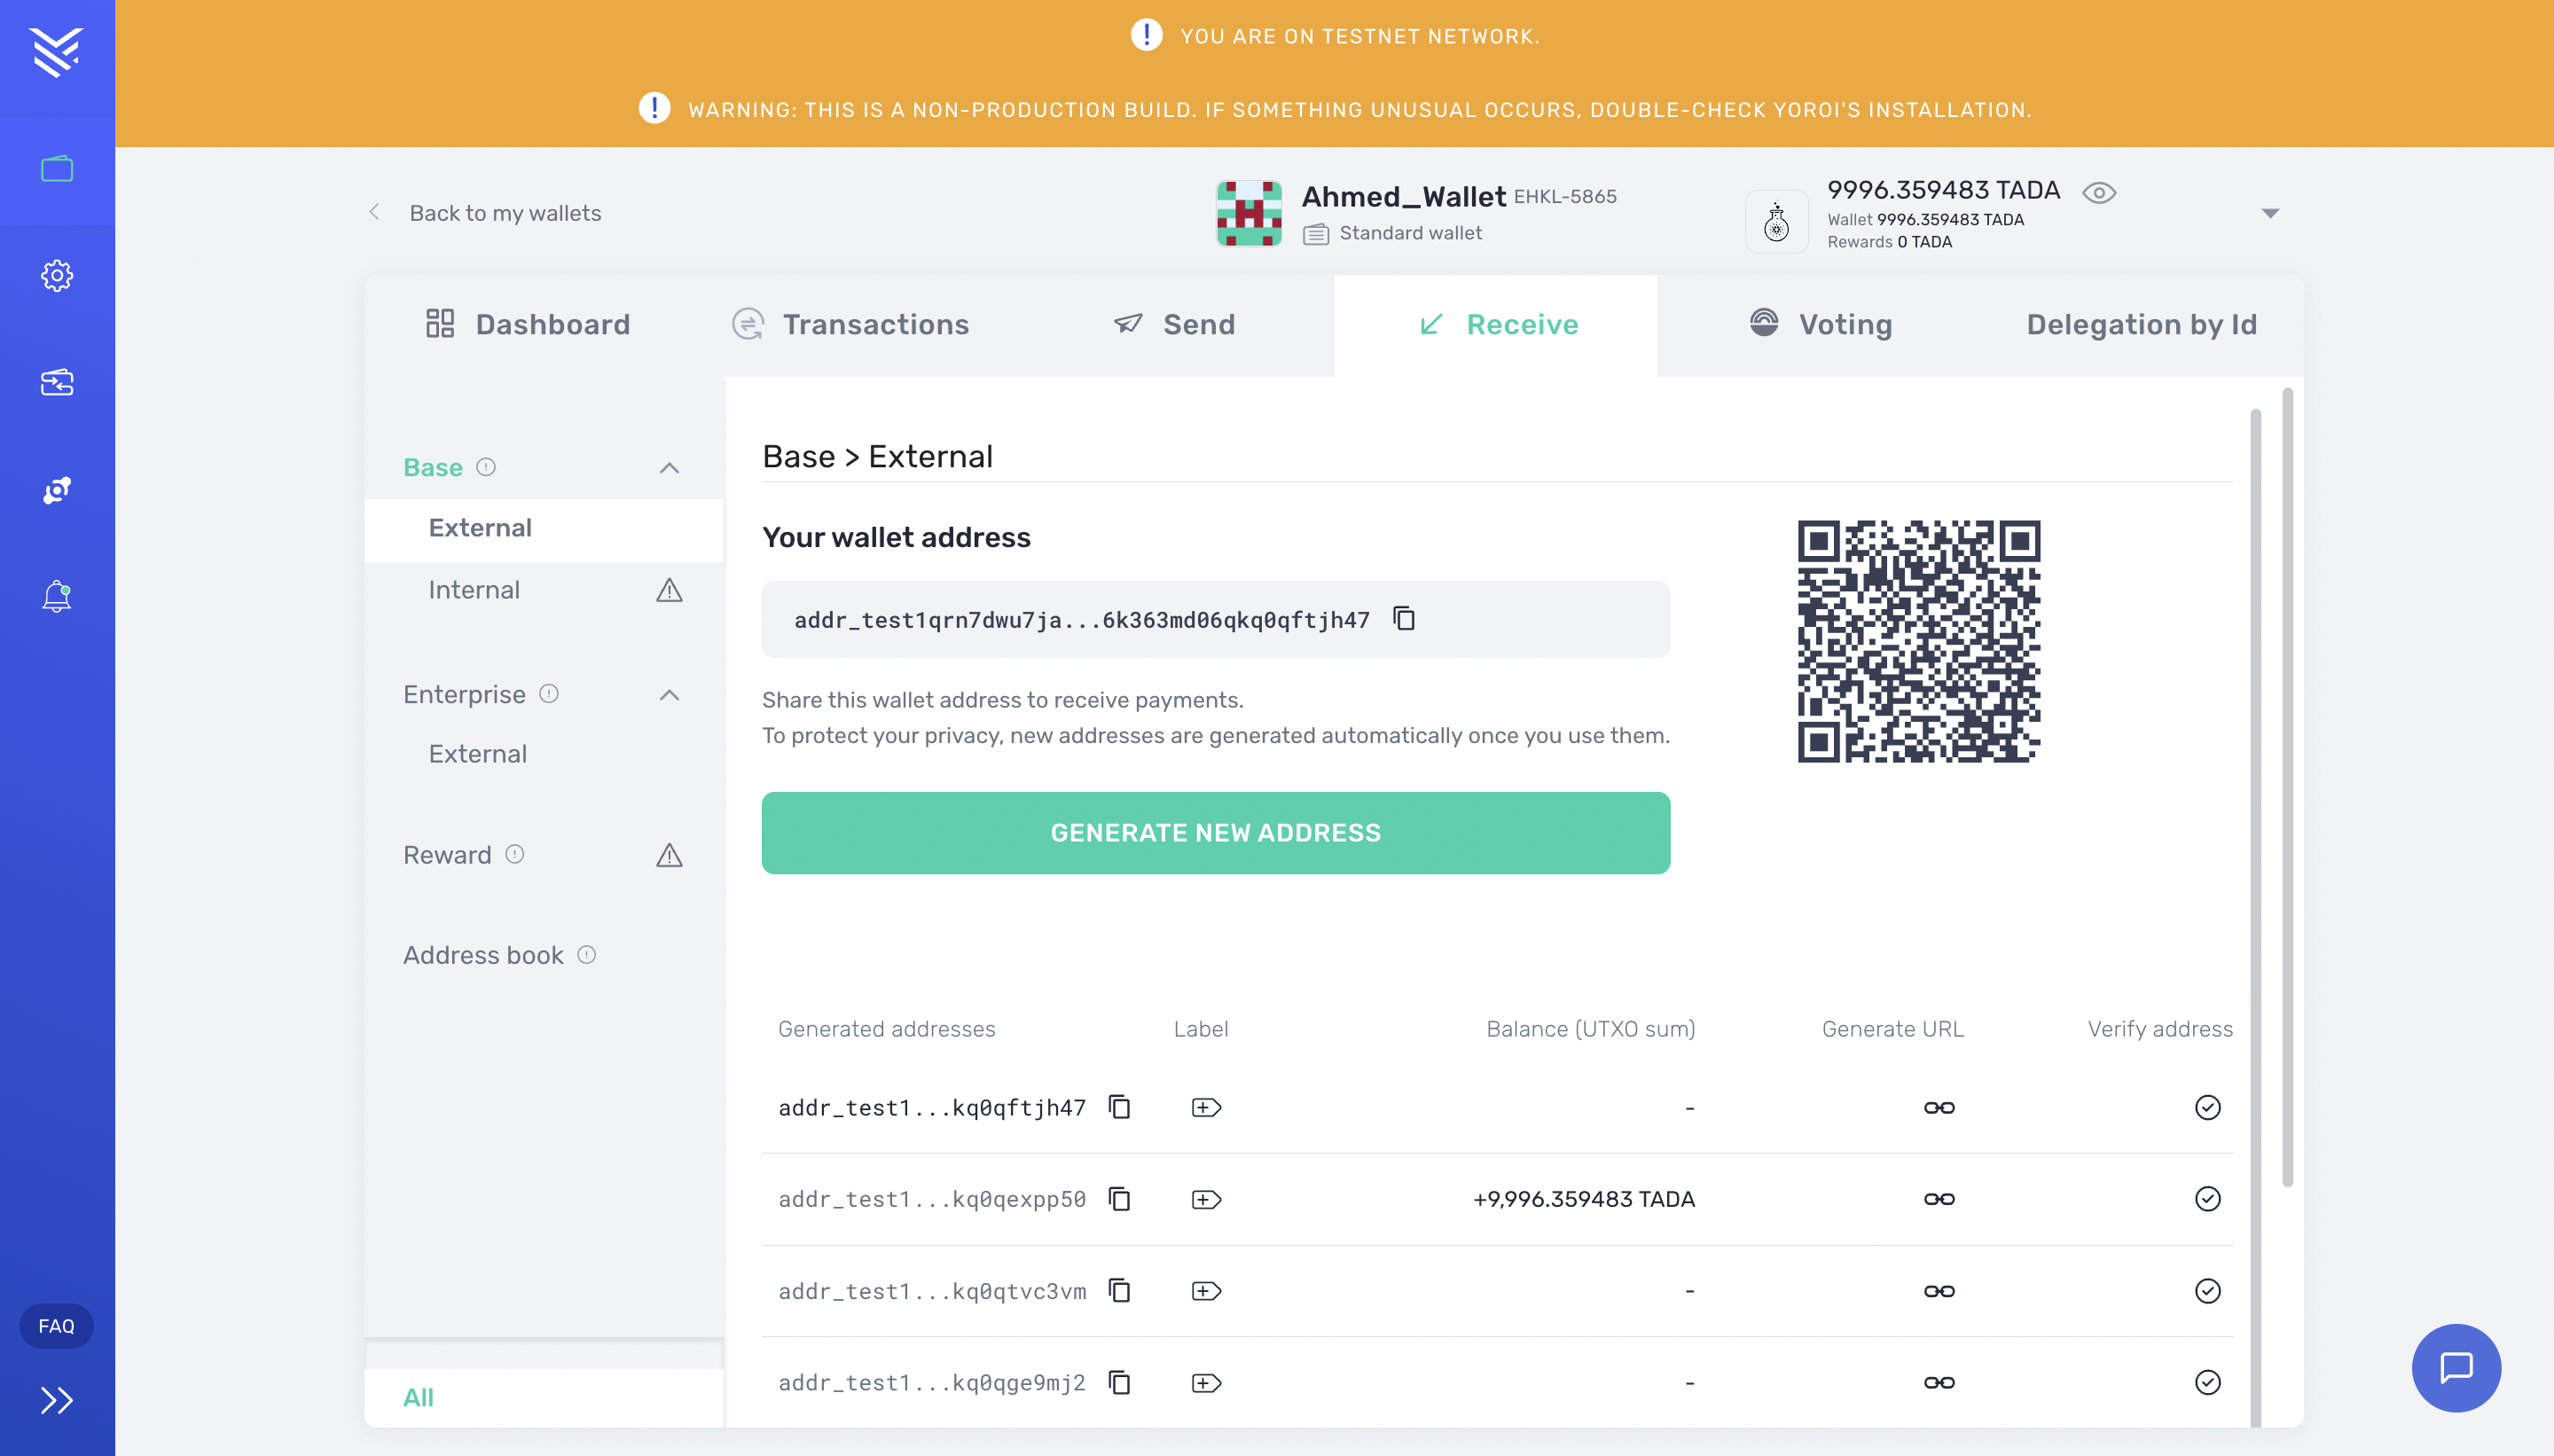 YOU ARE ON TESTNET NETWORK.
WARNING: THIS IS A NON-PRODUCTION BUILD. IF SOMETHING UNUSUAL OCCURS, DOUBLE-CHECK YOROI'S INSTALLATION.
Back to my wallets
Ahmed_Wallet EHKL-5865
Standard wallet
9996.359483 TADA
Wallet 9996.359483 TADA
Rewards 0 TADA
Dashboard
Transactions
Send
Receive
Voting
Delegation by Id
Base
External
Internal
Enterprise
External
Reward
Address book
All
FAQ
Base > External
Your wallet address
addr_test1qrn7dwu7ja...6k363md06qkq0qftjh47
Share this wallet address to receive payments.
To protect your privacy, new addresses are generated automatically once you use them.
GENERATE NEW ADDRESS
Generated addresses Label Balance (UTXO sum) Generate URL Verify address
addr_test1...kq0qftjh47 -
addr_test1...kq0qexpp50 +9,996.359483 TADA
addr_test1...kq0qtvc3vm -
addr_test1...kq0qge9mj2 -